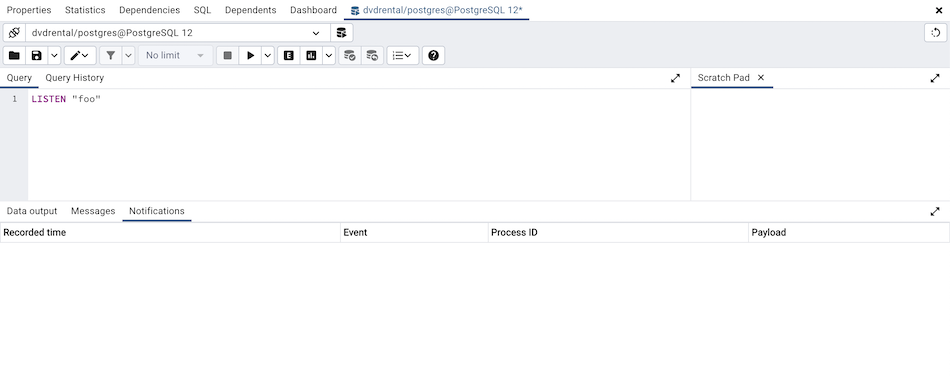 Properties Statistics Dependencies SQL Dependents Dashboard dvdrental/postgres@PostgreSQL 12*
dvdrental/postgres@PostgreSQL 12
No limit E
Query Query History Scratch Pad
1 LISTEN "foo"
Data output Messages Notifications
Recorded time Event Process ID Payload